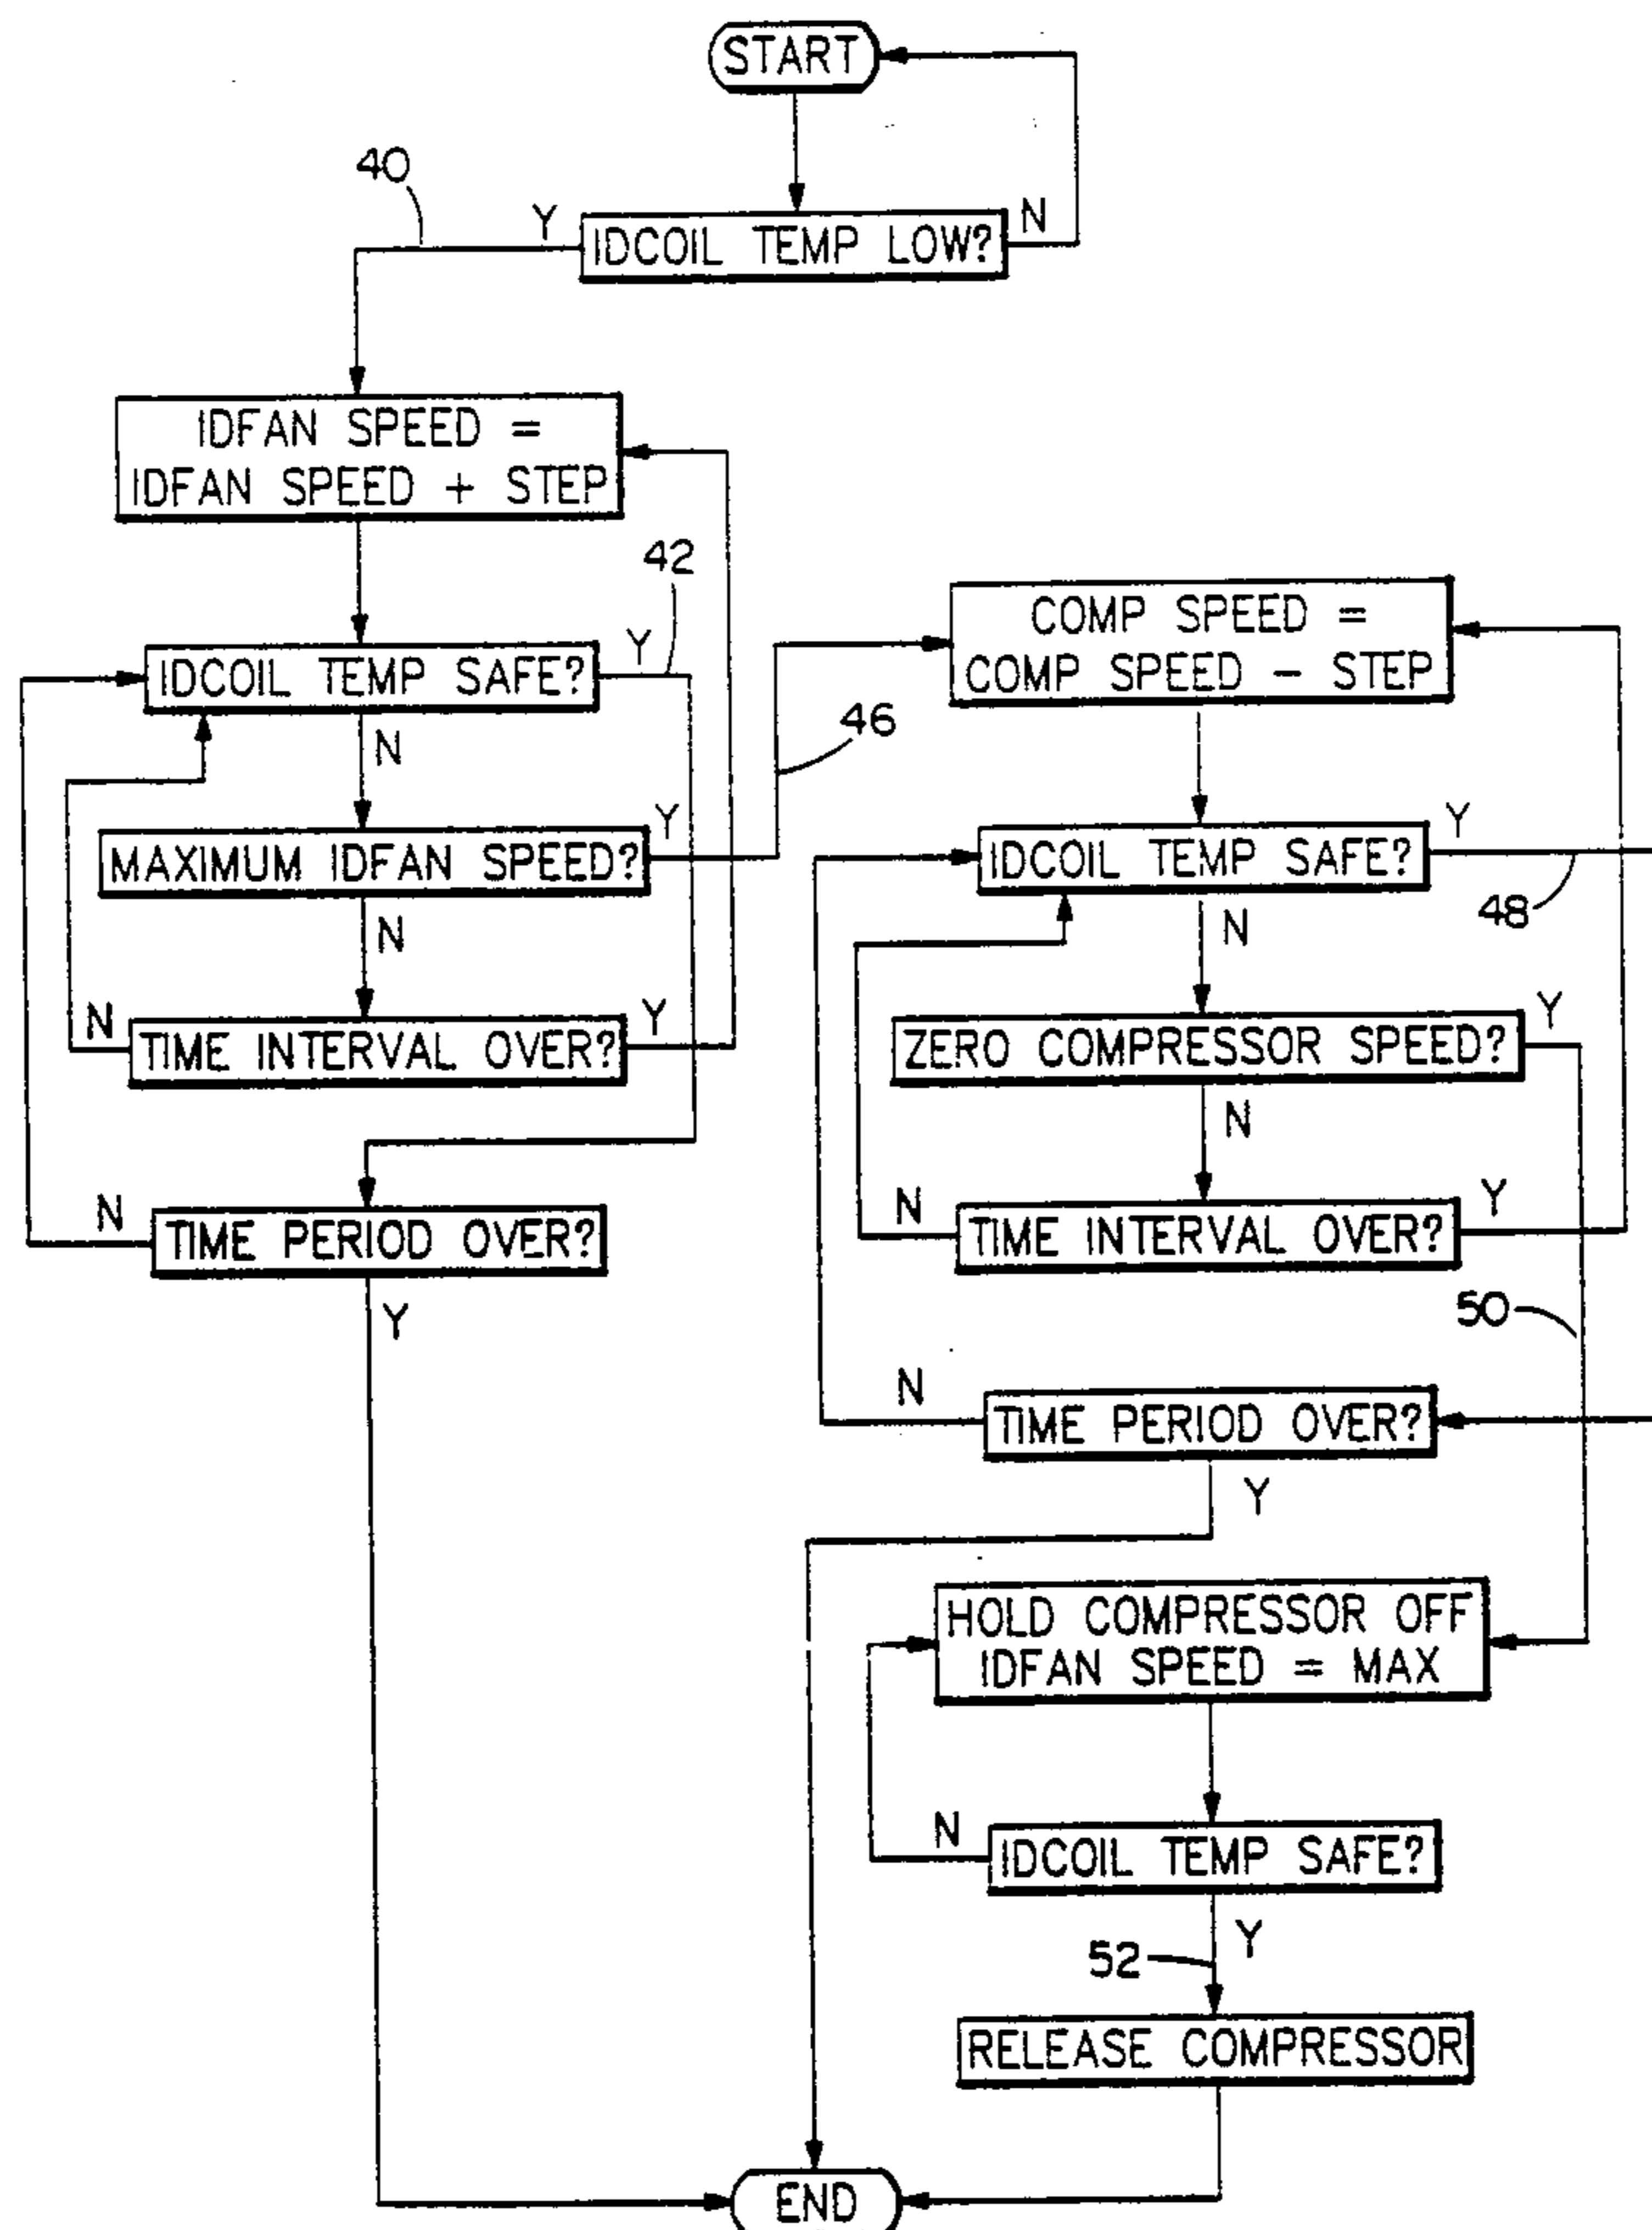 START
40
Y
IDCOIL TEMP LOW?
N
IDFAN SPEED =
IDFAN SPEED + STEP
42
IDCOIL TEMP SAFE?
Y
N
46
MAXIMUM IDFAN SPEED?
Y
N
N
TIME INTERVAL OVER?
Y
N
TIME PERIOD OVER?
Y
COMP SPEED =
COMP SPEED - STEP
IDCOIL TEMP SAFE?
Y
48
N
ZERO COMPRESSOR SPEED?
Y
N
N
TIME INTERVAL OVER?
Y
50
N
TIME PERIOD OVER?
Y
HOLD COMPRESSOR OFF
IDFAN SPEED = MAX
N
IDCOIL TEMP SAFE?
52
Y
RELEASE COMPRESSOR
END